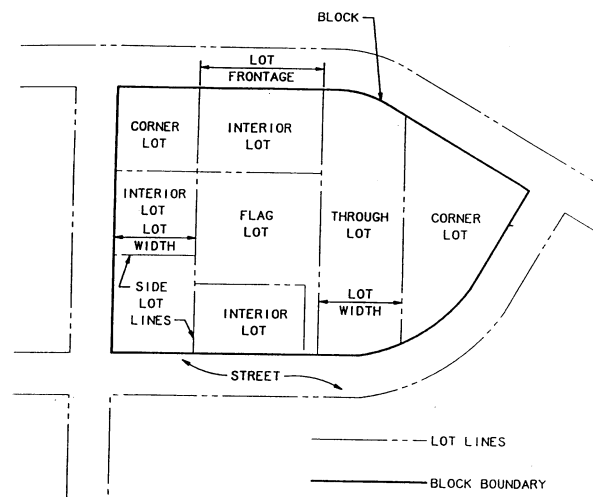 BLOCK
LOT
FRONTAGE
CORNER
LOT
INTERIOR
LOT
INTERIOR
LOT
LOT
WIDTH
FLAG
LOT
THROUGH
LOT
CORNER
LOT
SIDE
LOT
LINES
INTERIOR
LOT
LOT
WIDTH
STREET
LOT LINES
BLOCK BOUNDARY